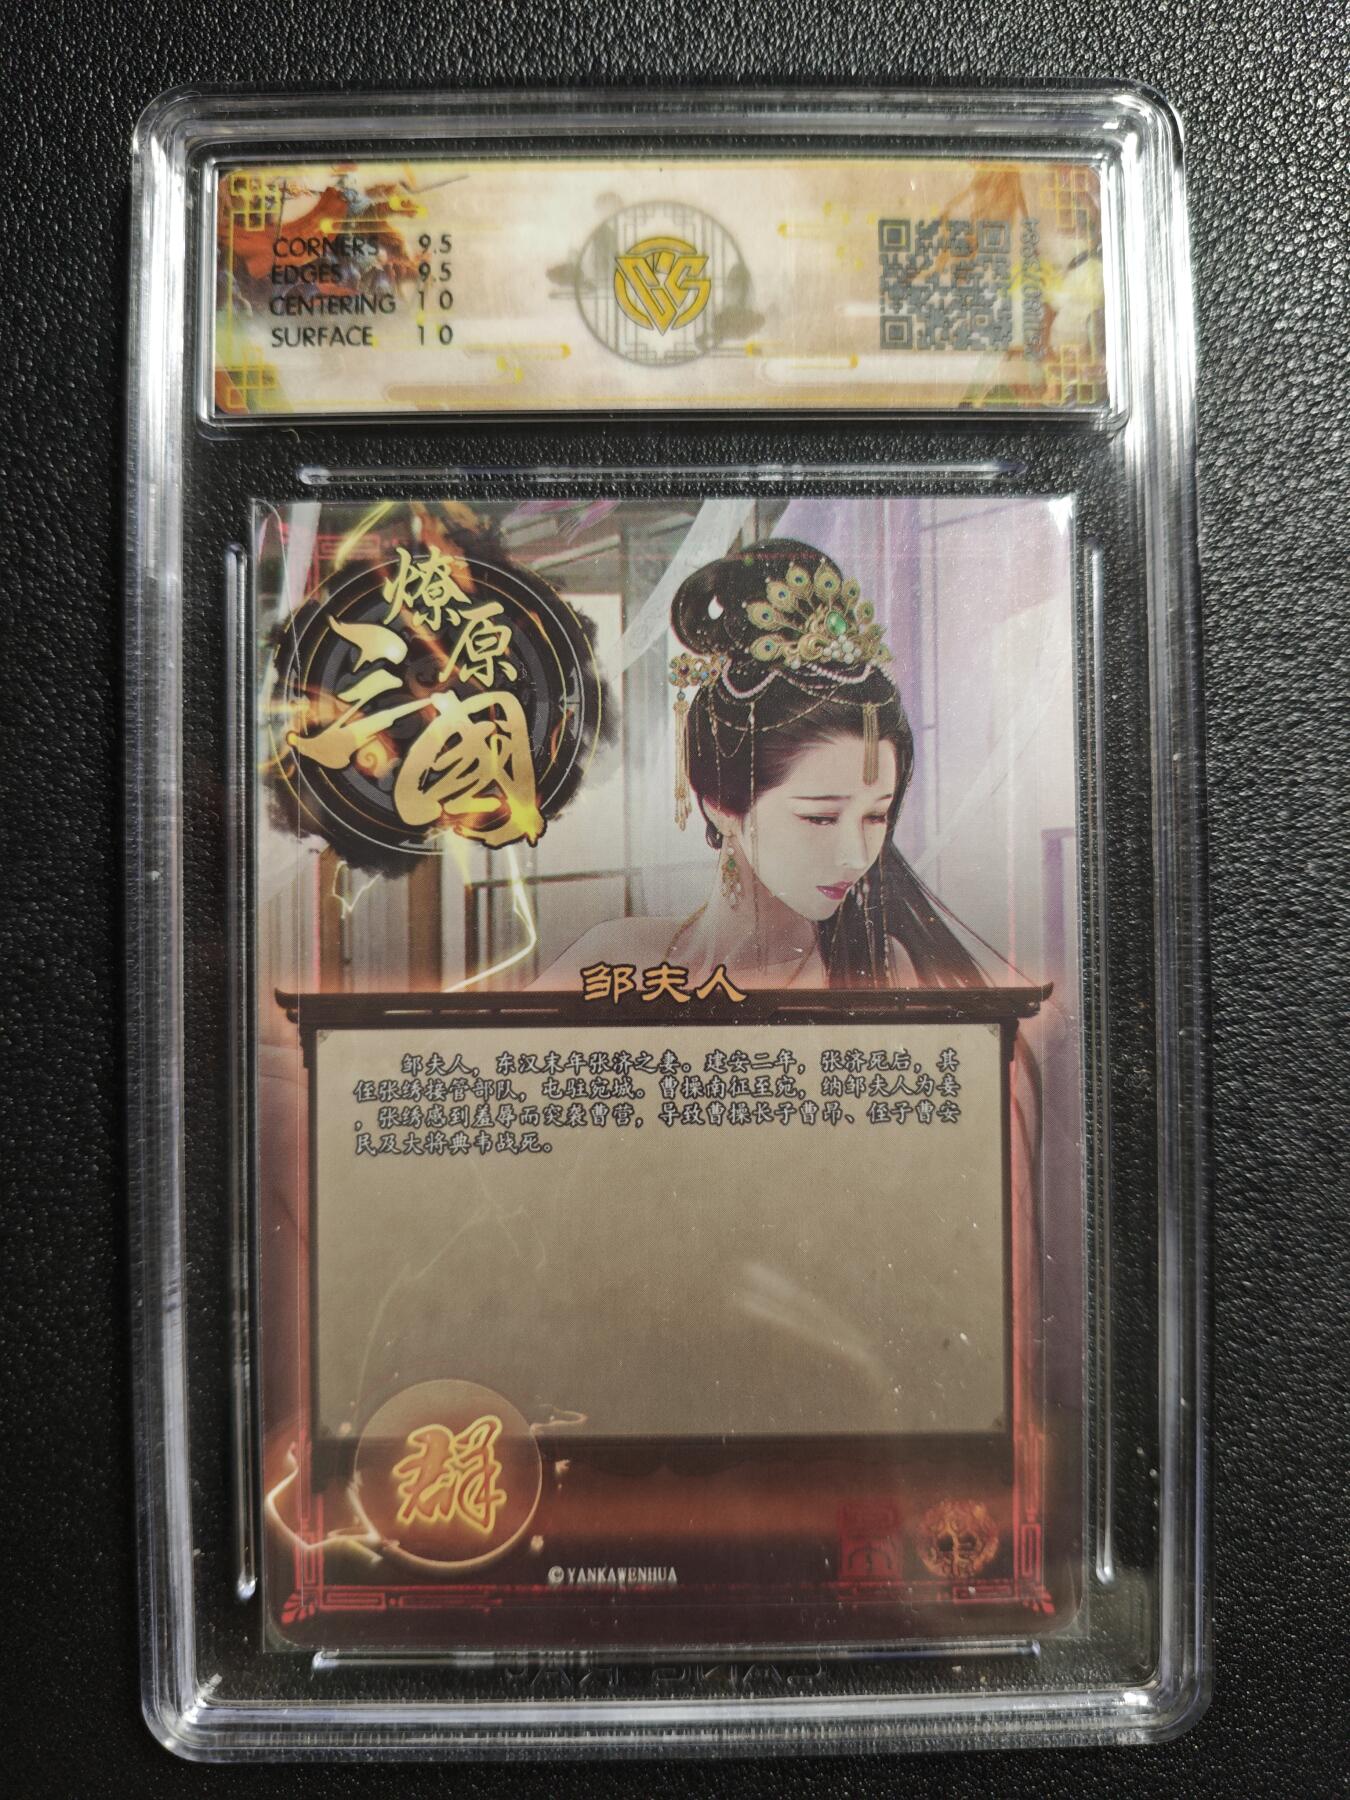 CORNERS 9.5
EDGES 9.5
CENTERING 10
SURFACE 10
燎原
三國
邹夫人
邹夫人，东汉末年张济之妻。建安二年，张济死后，其
侄张绣接管部队，屯驻宛城。曹操南征至宛，纳邹夫人为妾
，张绣感到羞辱而突袭曹营，导致曹操长子曹昂、侄子曹安
民及大将典韦战死。
群
©YANKAWENHUA